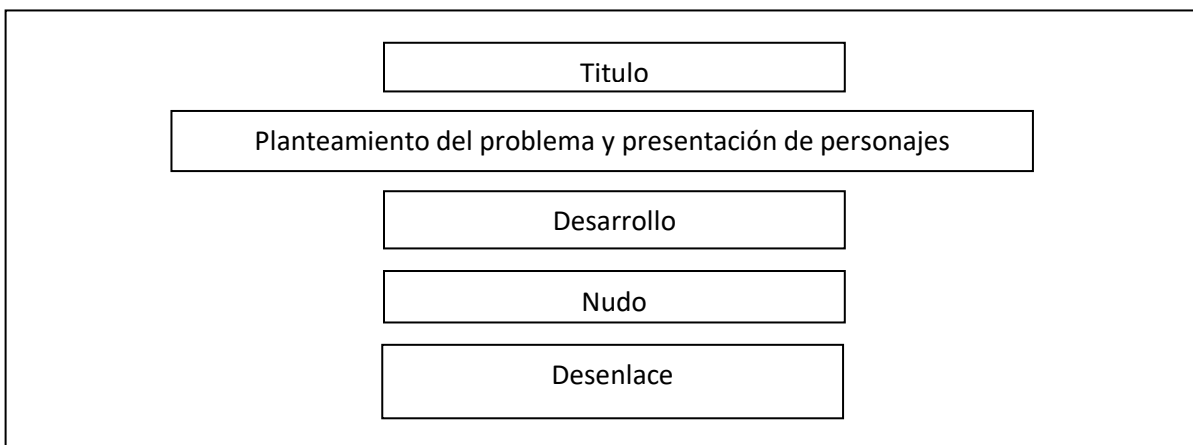 Titulo
Planteamiento del problema y presentación de personajes
Desarrollo
Nudo
Desenlace